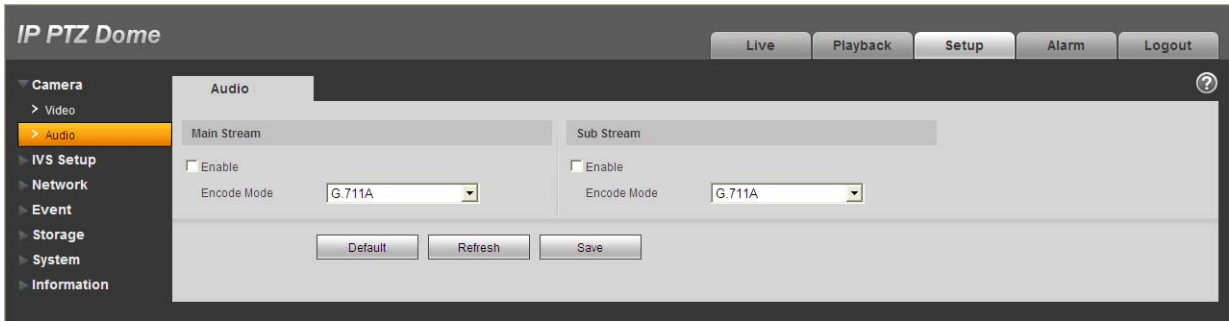 IP PTZ Dome
Live Playback Setup Alarm Logout
Camera
> Video
> Audio
IVS Setup
Network
Event
Storage
System
Information
Audio
?
Main Stream Sub Stream
Enable Enable
Encode Mode G.711A Encode Mode G.711A
Default Refresh Save